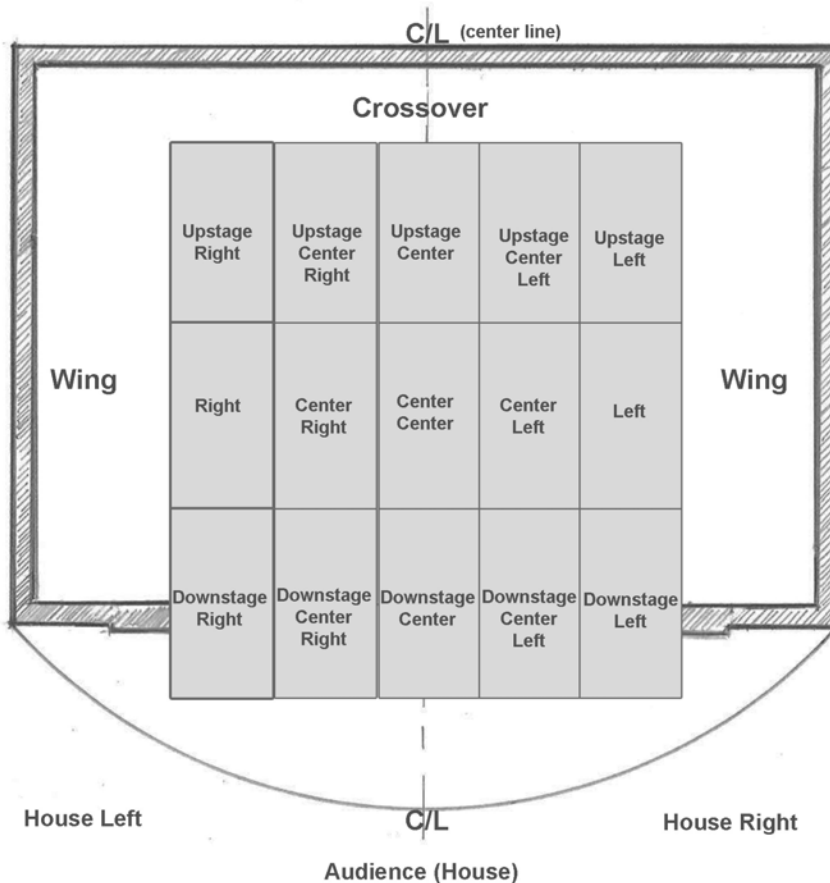 C/L (center line)
Crossover
Upstage
Right
Upstage
Center
Right
Upstage
Center
Upstage
Center
Left
Upstage
Left
Wing
Right
Center
Right
Center
Center
Center
Left
Left
Wing
Downstage
Right
Downstage
Center
Right
Downstage
Center
Downstage
Center
Left
Downstage
Left
House Left
C/L
House Right
Audience (House)